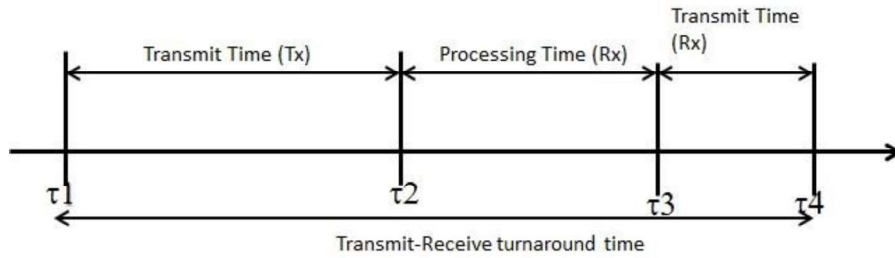 Transmit Time (Tx)
Processing Time (Rx)
Transmit Time
(Rx)
τ1
τ2
τ3
τ4
Transmit-Receive turnaround time